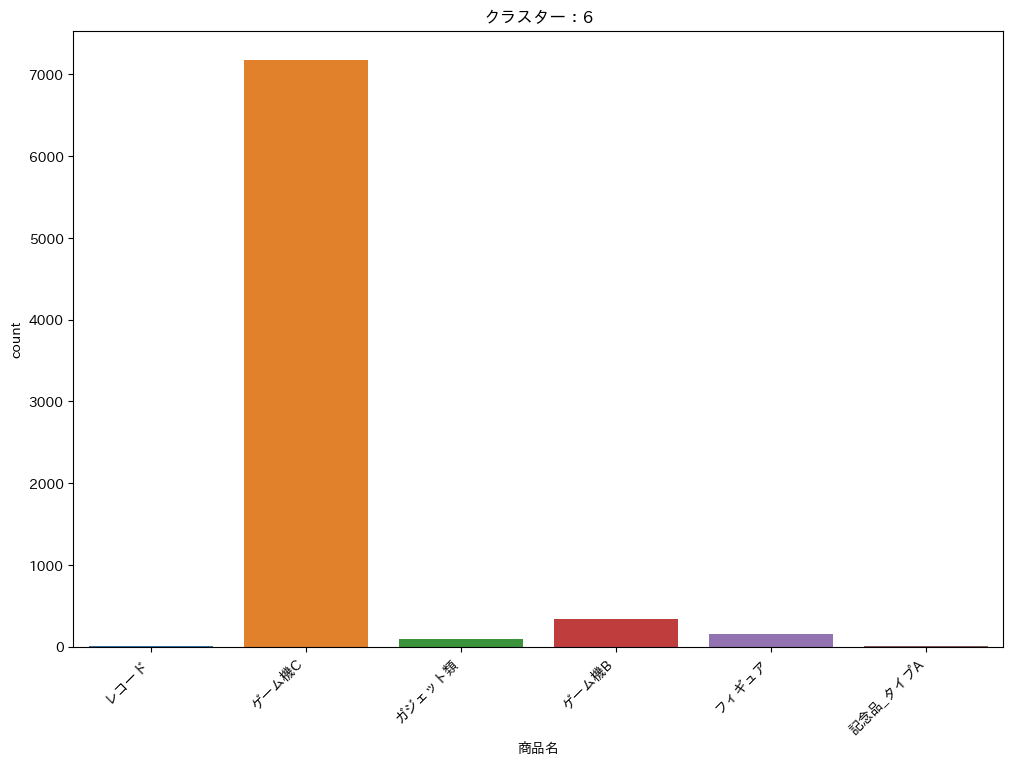 クラスター：6
7000
6000
5000
4000
3000
2000
1000
0
count
レコード
ゲーム機C
ガジェット類
ゲーム機B
フィギュア
記念品_タイプA
商品名